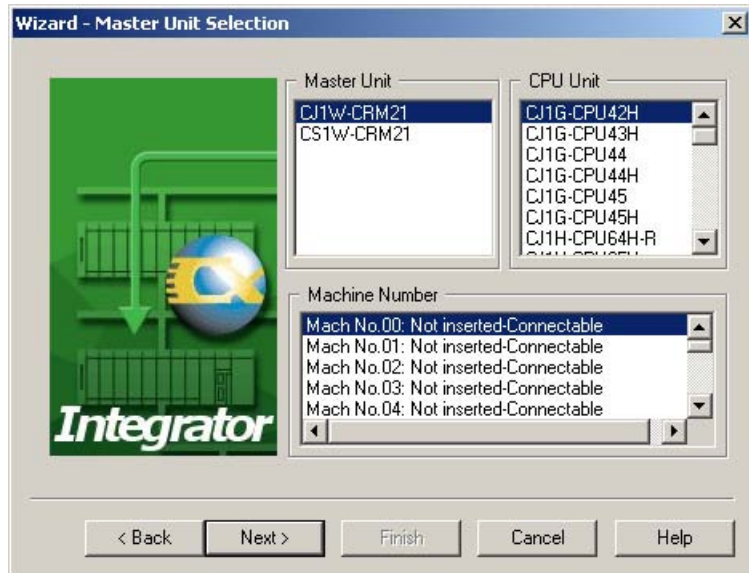 Wizard - Master Unit Selection
Master Unit
CJ1W-CRM21
CS1W-CRM21
CPU Unit
CJ1G-CPU42H
CJ1G-CPU43H
CJ1G-CPU44
CJ1G-CPU44H
CJ1G-CPU45
CJ1G-CPU45H
CJ1H-CPU64H-R
Machine Number
Mach No.00: Not inserted-Connectable
Mach No.01: Not inserted-Connectable
Mach No.02: Not inserted-Connectable
Mach No.03: Not inserted-Connectable
Mach No.04: Not inserted-Connectable
CX
Integrator
< Back
Next >
Finish
Cancel
Help